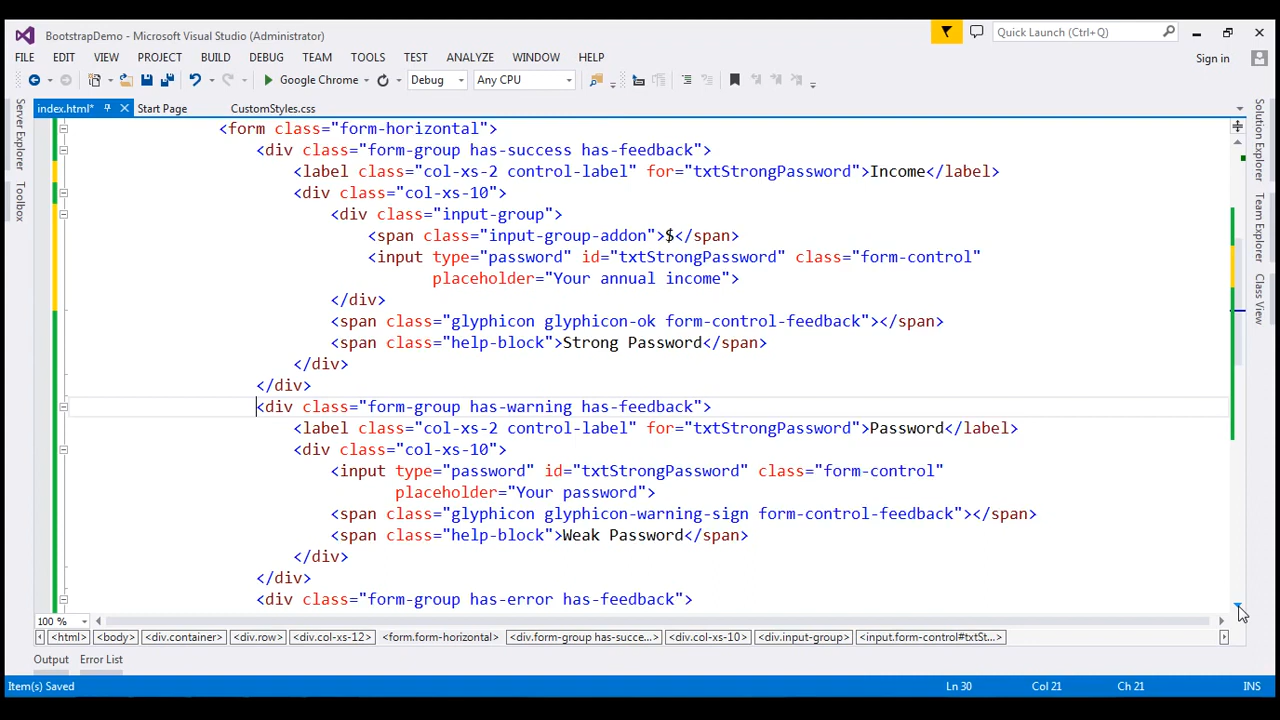 BootstrapDemo - Microsoft Visual Studio (Administrator)
Quick Launch (Ctrl+Q)
FILE EDIT VIEW PROJECT BUILD DEBUG TEAM TOOLS TEST ANALYZE WINDOW HELP
Sign in
Google Chrome Debug Any CPU
index.html* Start Page CustomStyles.css
Server Explorer
Toolbox
<form class="form-horizontal">
<div class="form-group has-success has-feedback">
<label class="col-xs-2 control-label" for="txtStrongPassword">Income</label>
<div class="col-xs-10">
<div class="input-group">
<span class="input-group-addon">$</span>
<input type="password" id="txtStrongPassword" class="form-control"
placeholder="Your annual income">
</div>
<span class="glyphicon glyphicon-ok form-control-feedback"></span>
<span class="help-block">Strong Password</span>
</div>
</div>
<div class="form-group has-warning has-feedback">
<label class="col-xs-2 control-label" for="txtStrongPassword">Password</label>
<div class="col-xs-10">
<input type="password" id="txtStrongPassword" class="form-control"
placeholder="Your password">
<span class="glyphicon glyphicon-warning-sign form-control-feedback"></span>
<span class="help-block">Weak Password</span>
</div>
</div>
<div class="form-group has-error has-feedback">
Solution Explorer
Team Explorer
Class View
100 %
<html> <body> <div.container> <div.row> <div.col-xs-12> <form.form-horizontal> <div.form-group has-succe...> <div.col-xs-10> <div.input-group> <input.form-control#txtSt...>
Output Error List
Item(s) Saved Ln 30 Col 21 Ch 21 INS